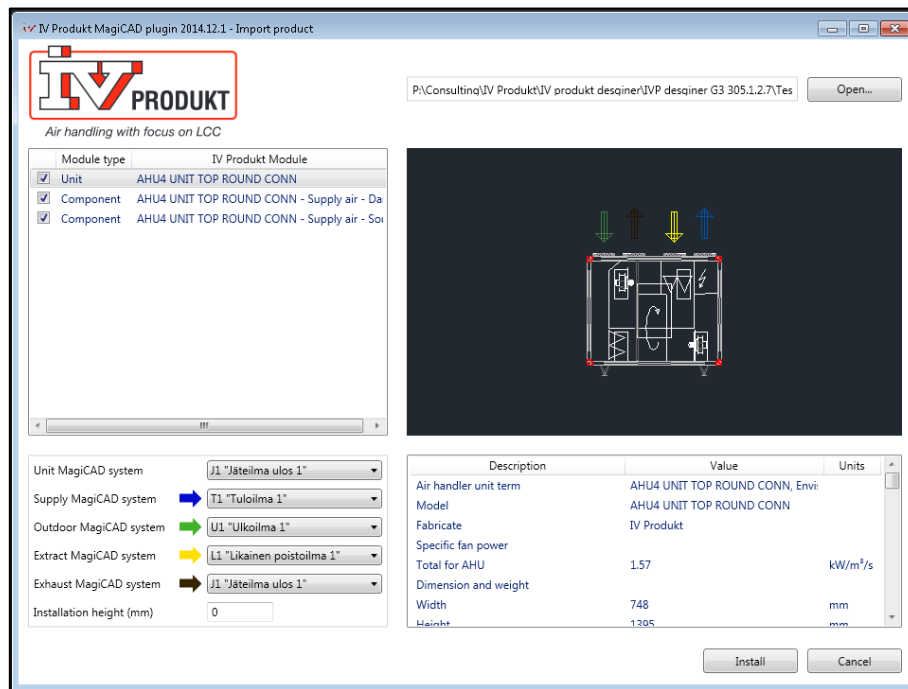 IV Produkt MagiCAD plugin 2014.12.1 - Import product
IV PRODUKT
Air handling with focus on LCC
P:\Consulting\IV Produkt\IV produkt desginer\IVP desginer G3 305.1.2.7\Tes
Open...
Module type IV Produkt Module
Unit AHU4 UNIT TOP ROUND CONN
Component AHU4 UNIT TOP ROUND CONN - Supply air - Da
Component AHU4 UNIT TOP ROUND CONN - Supply air - Sou
Unit MagiCAD system J1 "Jäteilma ulos 1"
Supply MagiCAD system T1 "Tuloilma 1"
Outdoor MagiCAD system U1 "Ulkoilma 1"
Extract MagiCAD system L1 "Likainen poistoilma 1"
Exhaust MagiCAD system J1 "Jäteilma ulos 1"
Installation height (mm) 0
Description Value Units
Air handler unit term AHU4 UNIT TOP ROUND CONN, Envi
Model AHU4 UNIT TOP ROUND CONN
Fabricate IV Produkt
Specific fan power
Total for AHU 1.57 kW/m³/s
Dimension and weight
Width 748 mm
Height 1395 mm
Install Cancel